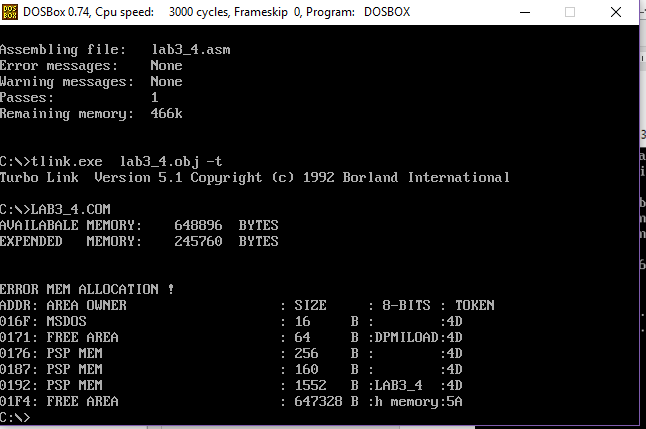 DOS
BOX
DOSBox 0.74, Cpu speed: 3000 cycles, Frameskip 0, Program: DOSBOX
Assembling file: lab3_4.asm
Error messages: None
Warning messages: None
Passes: 1
Remaining memory: 466k
C:\>tlink.exe lab3_4.obj -t
Turbo Link Version 5.1 Copyright (c) 1992 Borland International
C:\>LAB3_4.COM
AVAILABALE MEMORY: 648896 BYTES
EXPENDED MEMORY: 245760 BYTES
ERROR MEM ALLOCATION !
ADDR: AREA OWNER : SIZE : 8-BITS : TOKEN
016F: MSDOS : 16 B : :4D
0171: FREE AREA : 64 B :DPMILOAD:4D
0176: PSP MEM : 256 B : :4D
0187: PSP MEM : 160 B : :4D
0192: PSP MEM : 1552 B :LAB3_4 :4D
01F4: FREE AREA : 647328 B :h memory:5A
C:\>